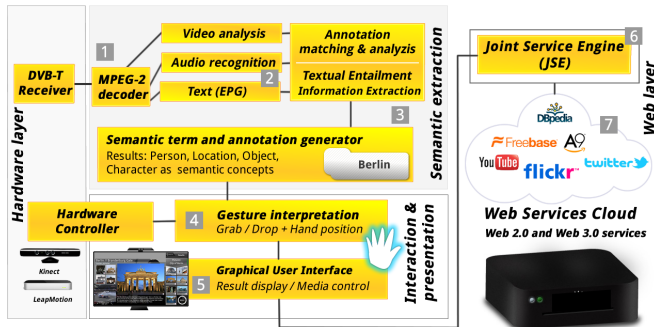 Hardware layer
DVB-T
Receiver
1
MPEG-2
decoder
Video analysis
Audio recognition
2
Text (EPG)
Annotation
matching & analyzis
Textual Entailment
Information Extraction
Semantic extraction
3
Semantic term and annotation generator
Results: Person, Location, Object,
Character as semantic concepts
Berlin
Hardware
Controller
4
Gesture interpretation
Grab / Drop + Hand position
5
Graphical User Interface
Result display / Media control
Interaction &
presentation
Kinect
LeapMotion
6
Joint Service Engine
(JSE)
Web layer
7
DBpedia
Freebase
A9
YouTube
flickr
twitter
Web Services Cloud
Web 2.0 and Web 3.0 services